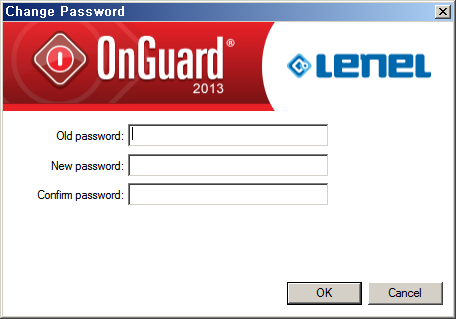 Change Password
OnGuard®
2013
LENEL
Old password:
New password:
Confirm password:
OK
Cancel